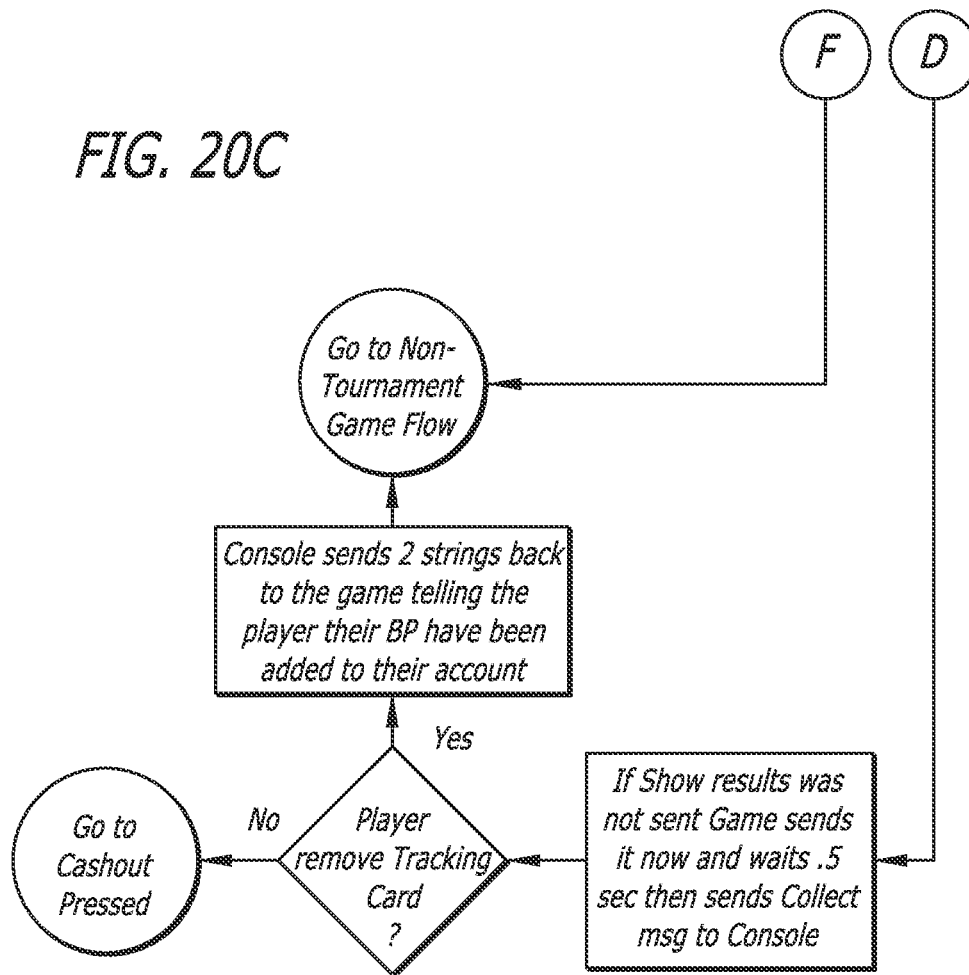 F
D
FIG. 20C
Go to Non-
Tournament
Game Flow
Console sends 2 strings back
to the game telling the
player their BP have been
added to their account
Yes
No
Go to
Cashout
Pressed
Player
remove Tracking
Card
?
If Show results was
not sent Game sends
it now and waits .5
sec then sends Collect
msg to Console